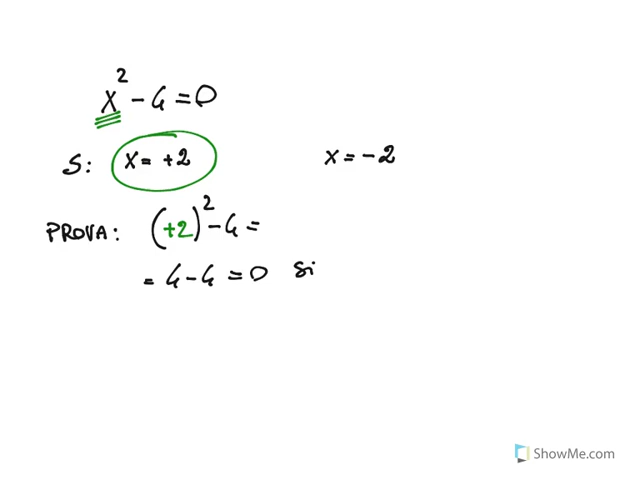 x² - 4 = 0
S: x = +2 x = -2
PROVA: (+2)² - 4 =
= 4 - 4 = 0 Si
ShowMe.com